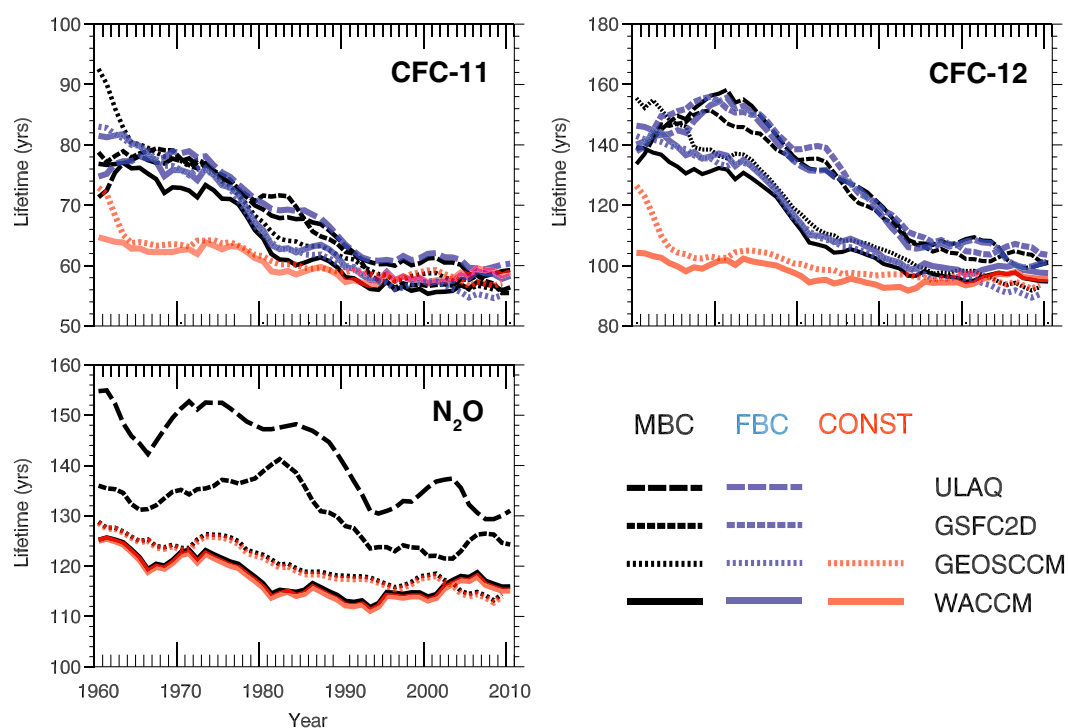 CFC-11
Lifetime (yrs)
100
90
80
70
60
50
CFC-12
Lifetime (yrs)
180
160
140
120
100
80
N2O
Lifetime (yrs)
160
150
140
130
120
110
100
1960 1970 1980 1990 2000 2010
Year
MBC FBC CONST
ULAQ
GSFC2D
GEOSCCM
WACCM